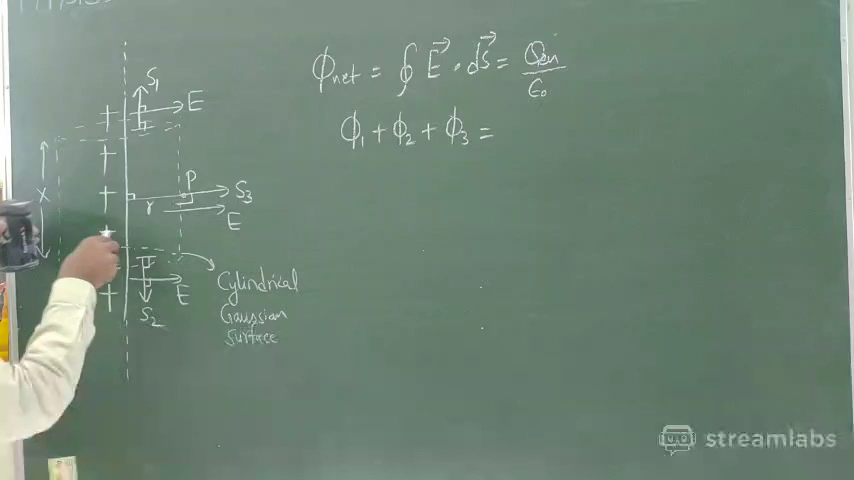 ϕnet = ∮ E⃗ · dS⃗ = Qen/ε₀
ϕ₁ + ϕ₂ + ϕ₃ =
S₁
E
P
X
r
S₃
E
E
S₂
Cylindrical
Gaussian
Surface
streamlabs